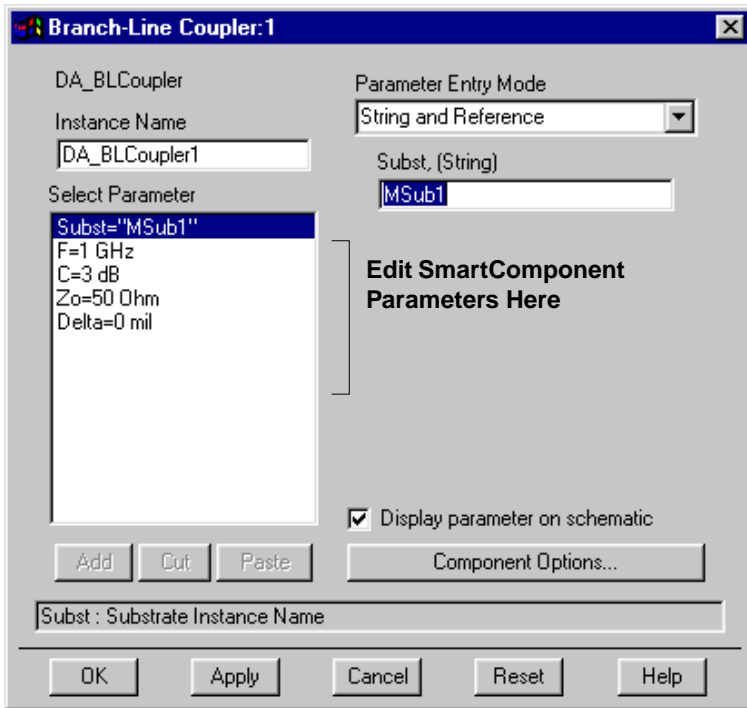 Branch-Line Coupler:1
DA_BLCoupler
Instance Name
DA_BLCoupler1
Select Parameter
Subst="MSub1"
F=1 GHz
C=3 dB
Zo=50 Ohm
Delta=0 mil
Parameter Entry Mode
String and Reference
Subst, (String)
MSub1
Edit SmartComponent
Parameters Here
Display parameter on schematic
Add Cut Paste
Component Options...
Subst : Substrate Instance Name
OK Apply Cancel Reset Help